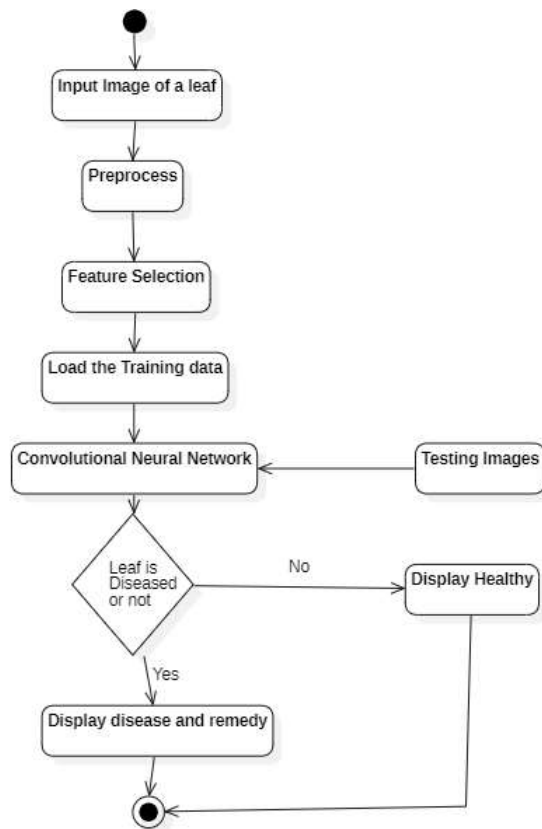 Input Image of a leaf
Preprocess
Feature Selection
Load the Training data
Convolutional Neural Network
Testing Images
Leaf is
Diseased
or not
No
Display Healthy
Yes
Display disease and remedy